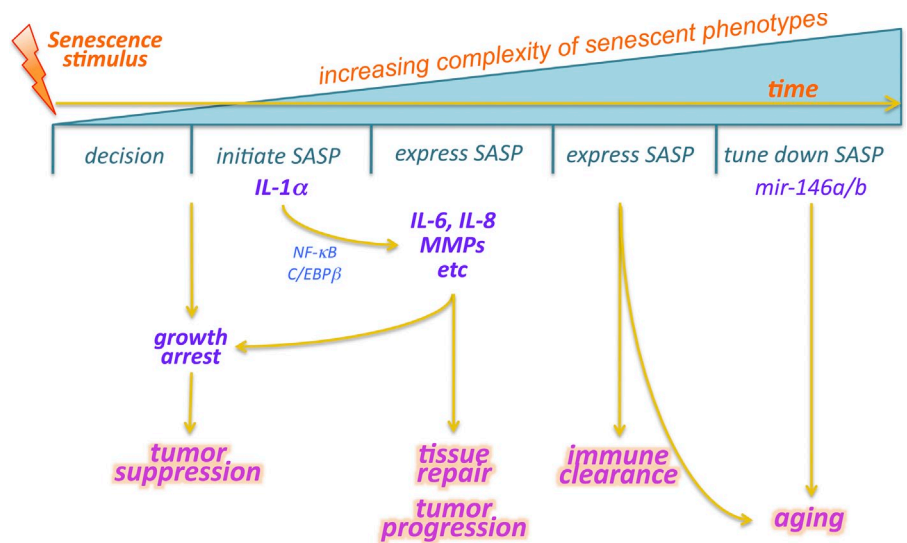 Senescence
stimulus
increasing complexity of senescent phenotypes
time
decision
initiate SASP
express SASP
express SASP
tune down SASP
IL-1α
mir-146a/b
IL-6, IL-8
MMPs
etc
NF-κB
C/EBPβ
growth
arrest
tumor
suppression
tissue
repair
tumor
progression
immune
clearance
aging